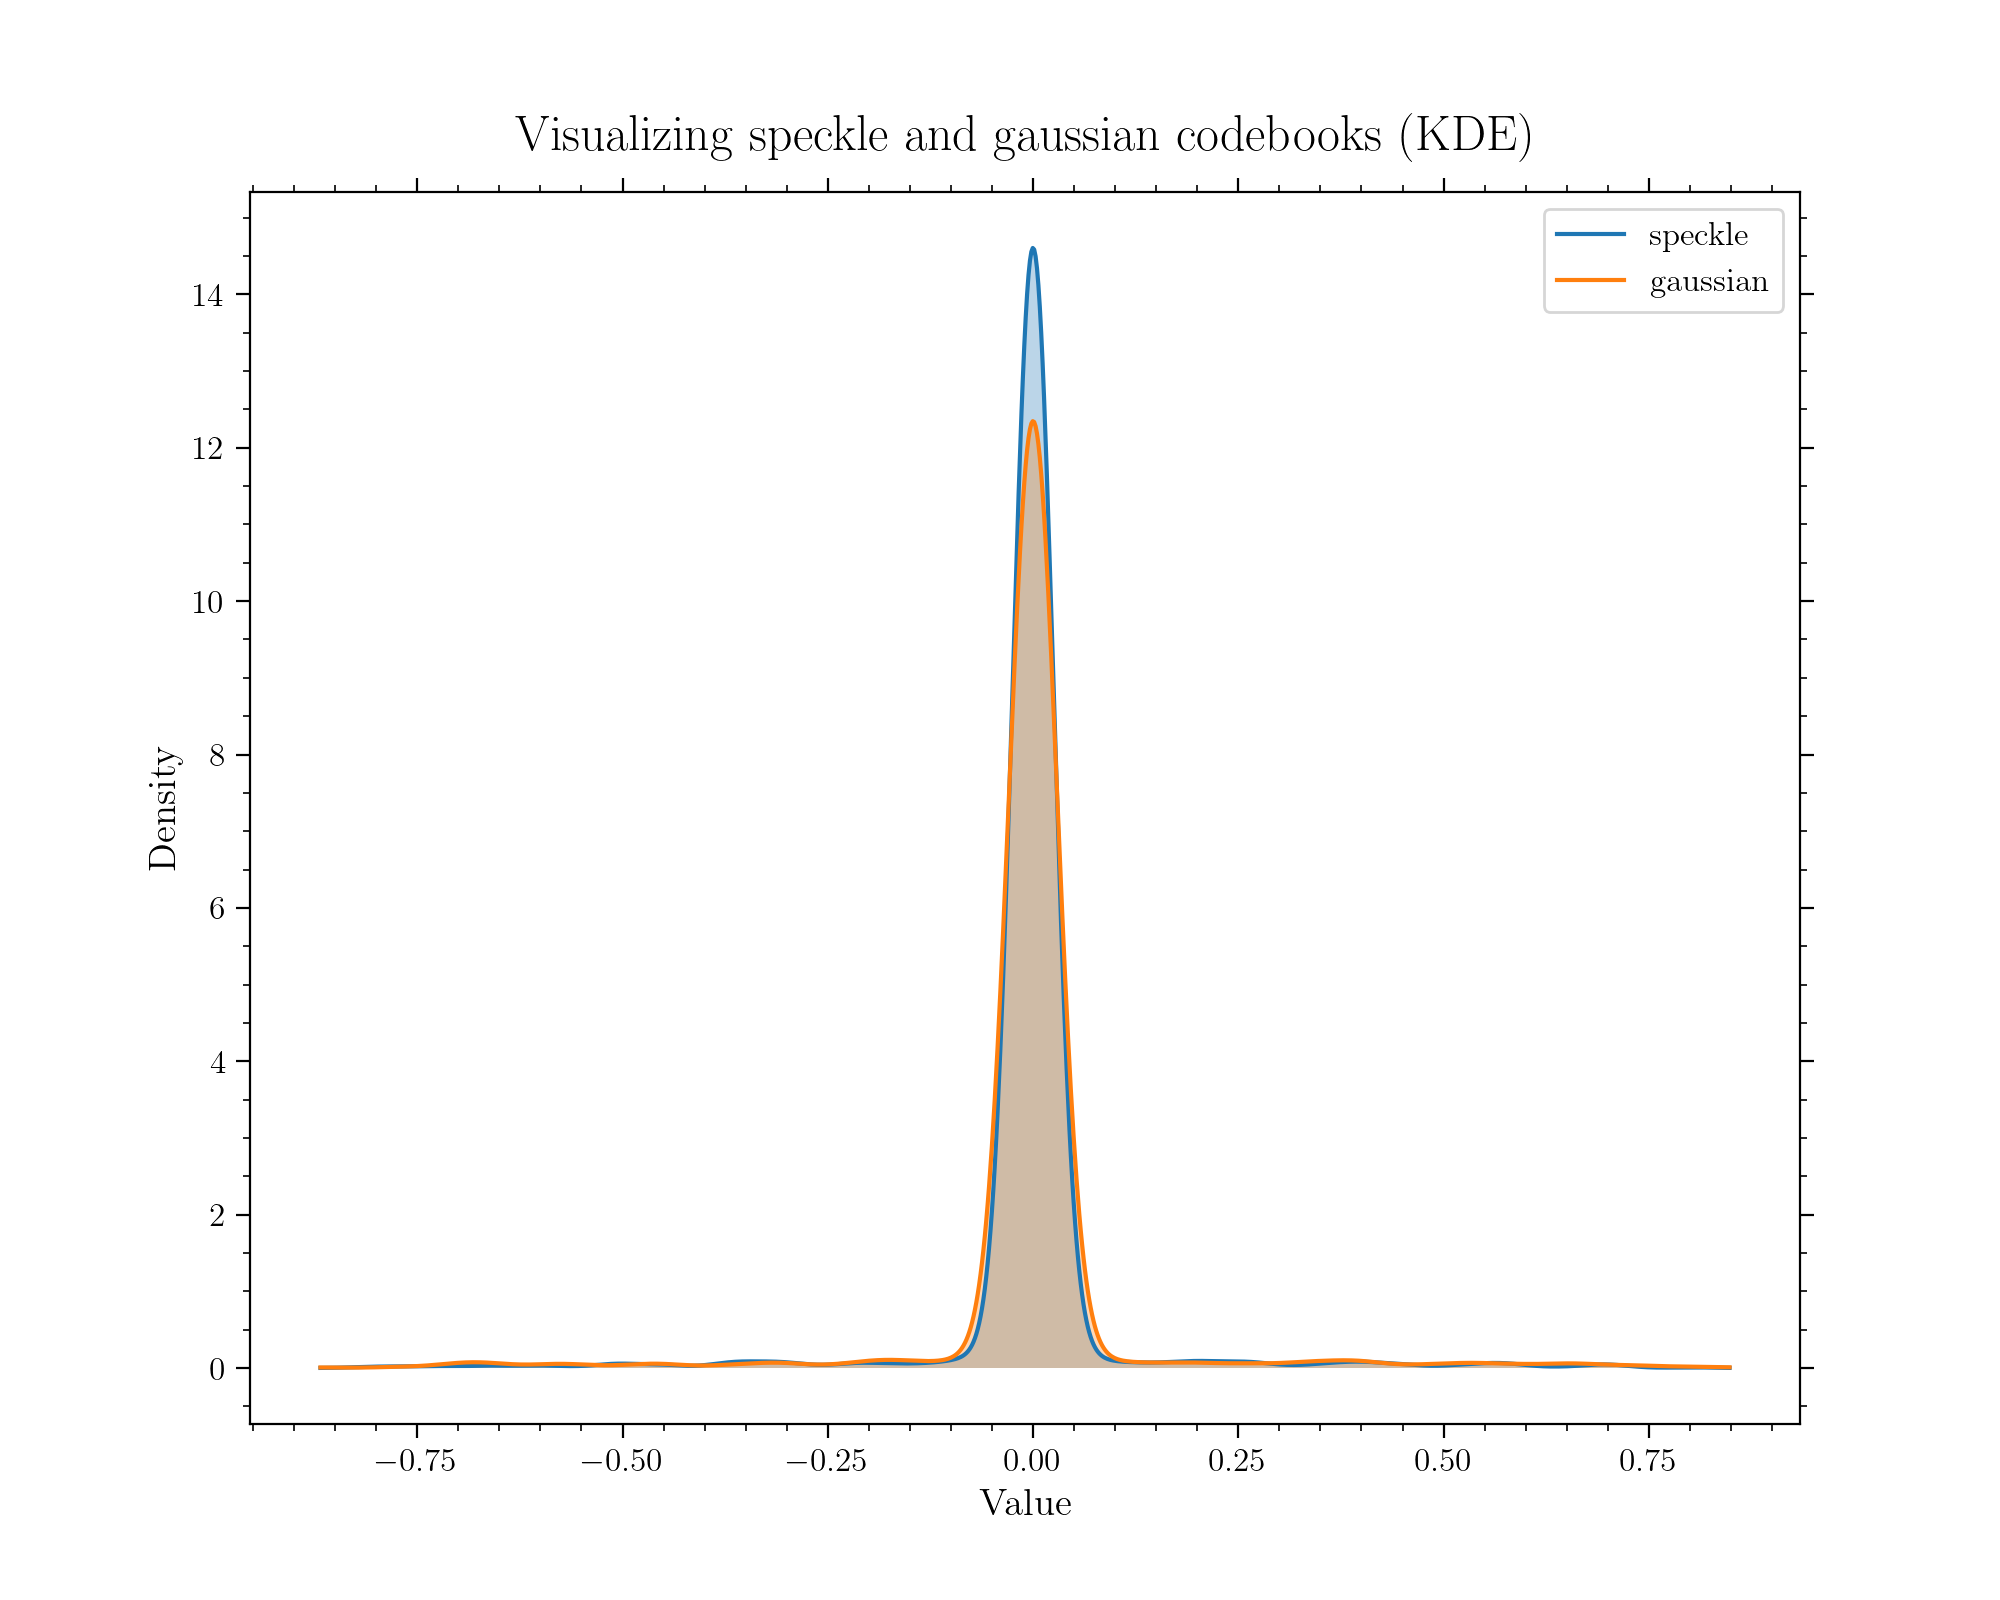 Visualizing speckle and gaussian codebooks (KDE)
speckle
gaussian
14
12
10
8
6
4
2
0
Density
−0.75 −0.50 −0.25 0.00 0.25 0.50 0.75
Value